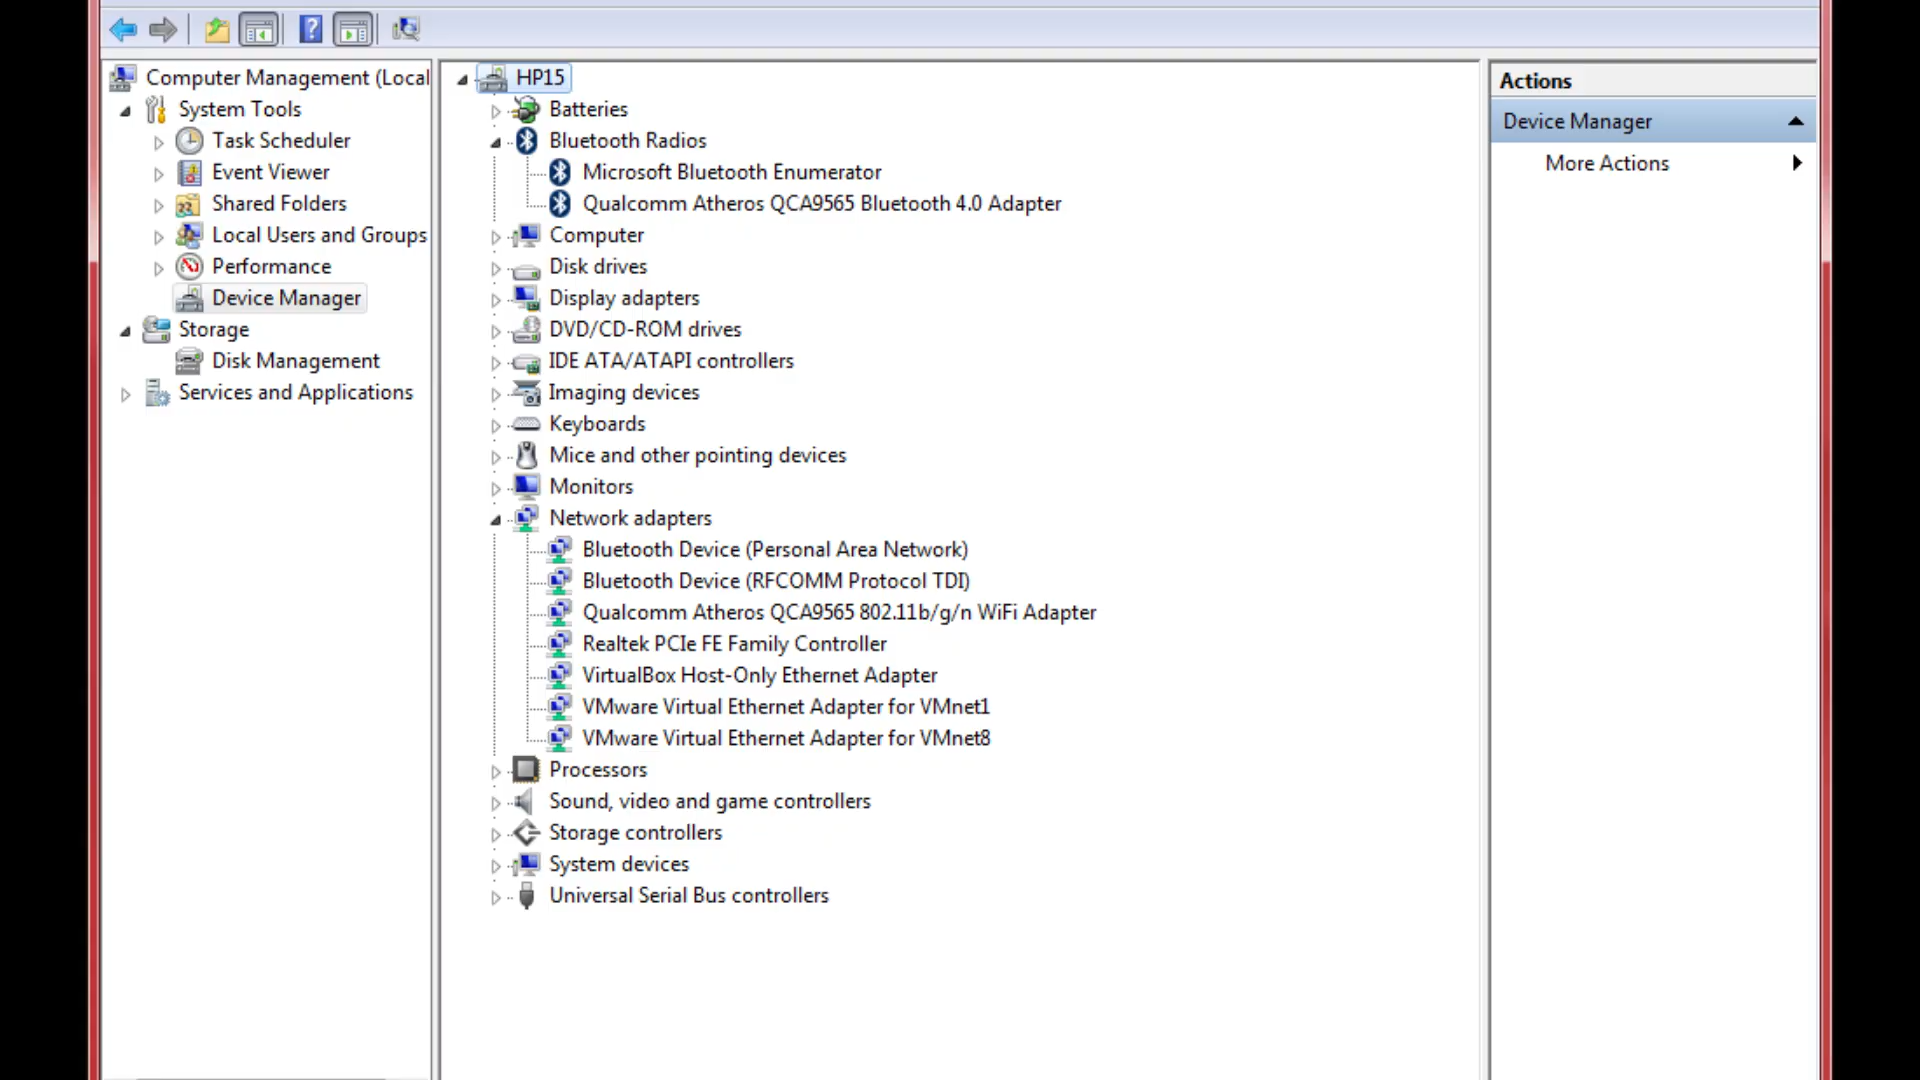 Computer Management (Local
System Tools
Task Scheduler
Event Viewer
Shared Folders
Local Users and Groups
Performance
Device Manager
Storage
Disk Management
Services and Applications
HP15
Batteries
Bluetooth Radios
Microsoft Bluetooth Enumerator
Qualcomm Atheros QCA9565 Bluetooth 4.0 Adapter
Computer
Disk drives
Display adapters
DVD/CD-ROM drives
IDE ATA/ATAPI controllers
Imaging devices
Keyboards
Mice and other pointing devices
Monitors
Network adapters
Bluetooth Device (Personal Area Network)
Bluetooth Device (RFCOMM Protocol TDI)
Qualcomm Atheros QCA9565 802.11b/g/n WiFi Adapter
Realtek PCIe FE Family Controller
VirtualBox Host-Only Ethernet Adapter
VMware Virtual Ethernet Adapter for VMnet1
VMware Virtual Ethernet Adapter for VMnet8
Processors
Sound, video and game controllers
Storage controllers
System devices
Universal Serial Bus controllers
Actions
Device Manager
More Actions